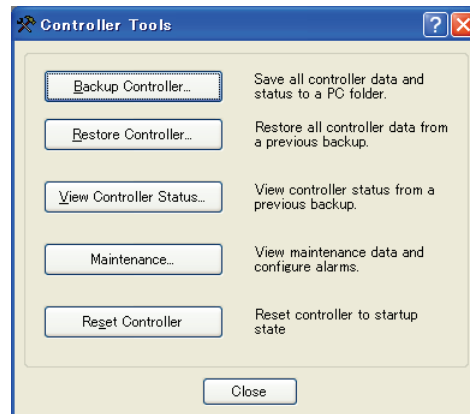 Controller Tools
Backup Controller...
Save all controller data and
status to a PC folder.
Restore Controller...
Restore all controller data from
a previous backup.
View Controller Status...
View controller status from a
previous backup.
Maintenance...
View maintenance data and
configure alarms.
Reset Controller
Reset controller to startup
state
Close